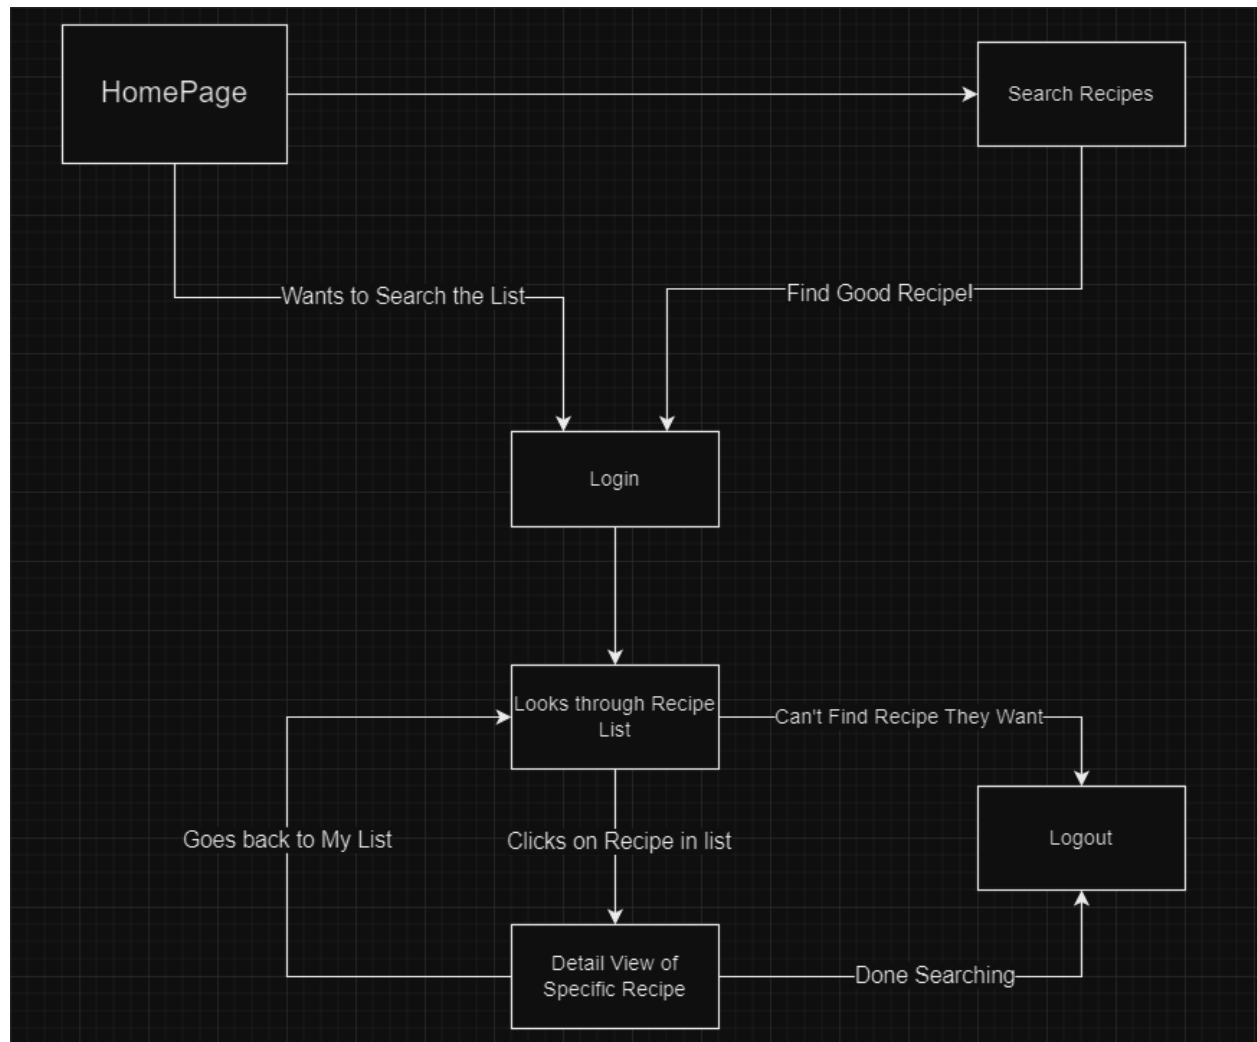 HomePage
Search Recipes
Wants to Search the List
Find Good Recipe!
Login
Looks through Recipe
List
Can't Find Recipe They Want
Goes back to My List
Clicks on Recipe in list
Logout
Detail View of
Specific Recipe
Done Searching